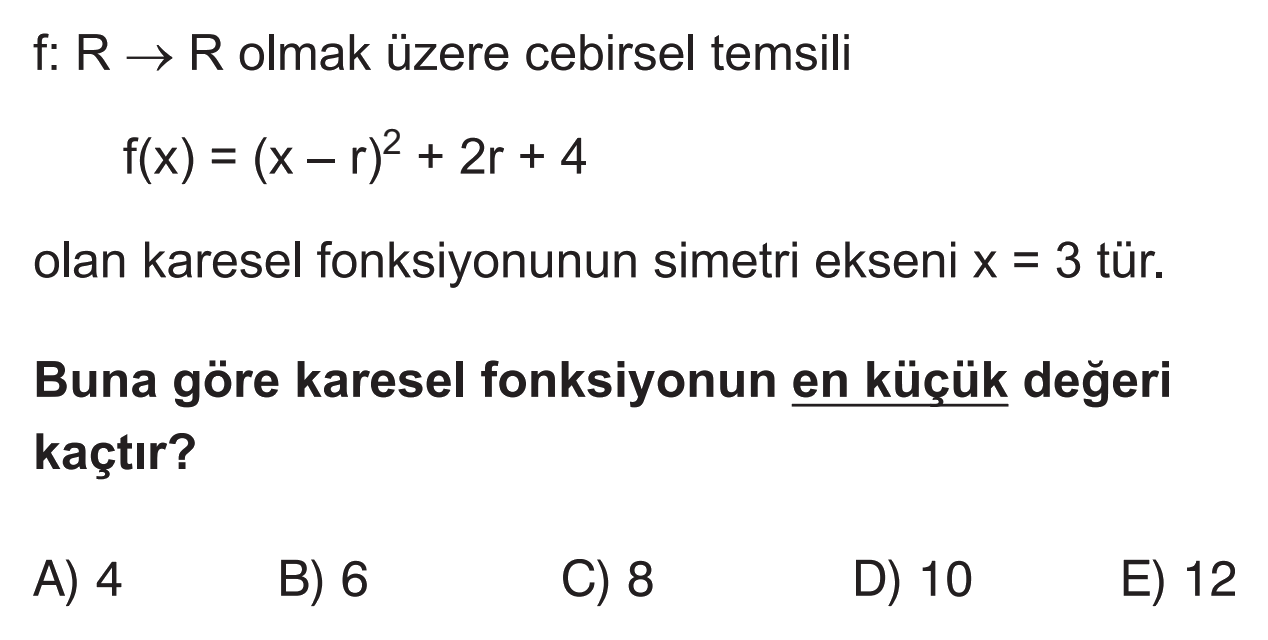 f: R → R olmak üzere cebirsel temsili
f(x) = (x – r)² + 2r + 4
olan karesel fonksiyonunun simetri ekseni x = 3 tür.
Buna göre karesel fonksiyonun en küçük değeri
kaçtır?
A) 4 B) 6 C) 8 D) 10 E) 12